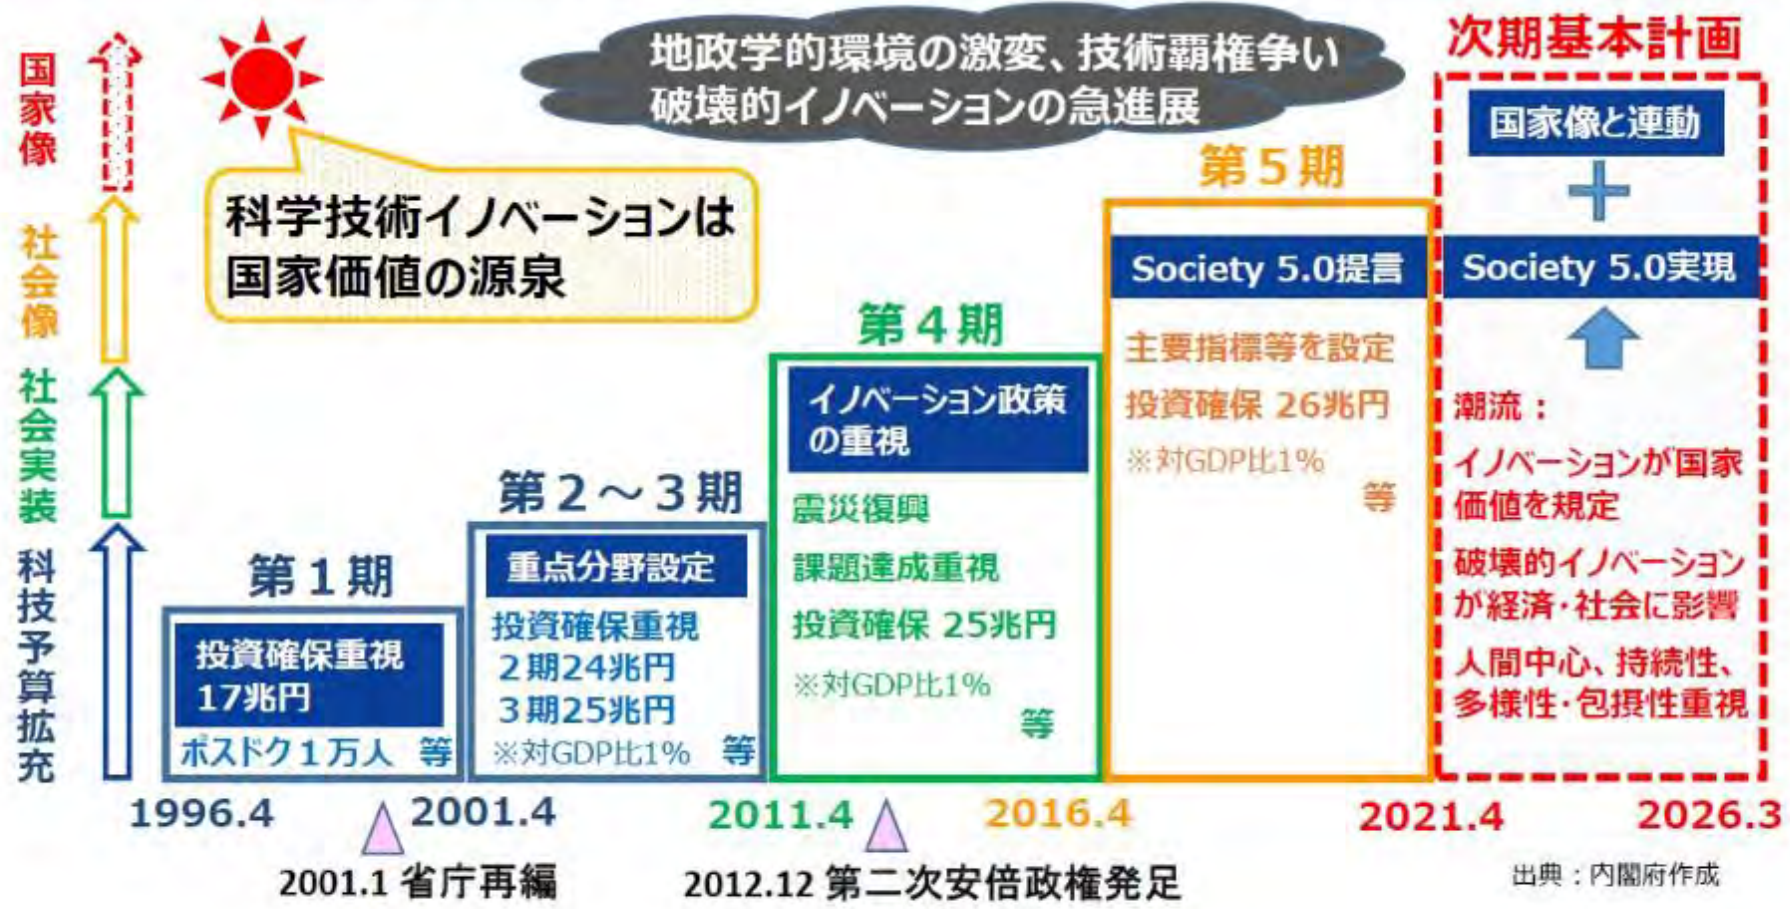 国家像
社会像
社会実装
科技予算拡充
地政学的環境の激変、技術覇権争い
破壊的イノベーションの急進展
科学技術イノベーションは
国家価値の源泉
第1期
投資確保重視
17兆円
ポスドク1万人 等
第2~3期
重点分野設定
投資確保重視
2期24兆円
3期25兆円
※対GDP比1% 等
第4期
イノベーション政策
の重視
震災復興
課題達成重視
投資確保 25兆円
※対GDP比1%
等
第5期
Society 5.0提言
主要指標等を設定
投資確保 26兆円
※対GDP比1%
等
次期基本計画
国家像と連動
+
Society 5.0実現
潮流:
イノベーションが国家
価値を規定
破壊的イノベーション
が経済・社会に影響
人間中心、持続性、
多様性・包摂性重視
1996.4
2001.4
2011.4
2016.4
2021.4
2026.3
2001.1 省庁再編
2012.12 第二次安倍政権発足
出典:内閣府作成